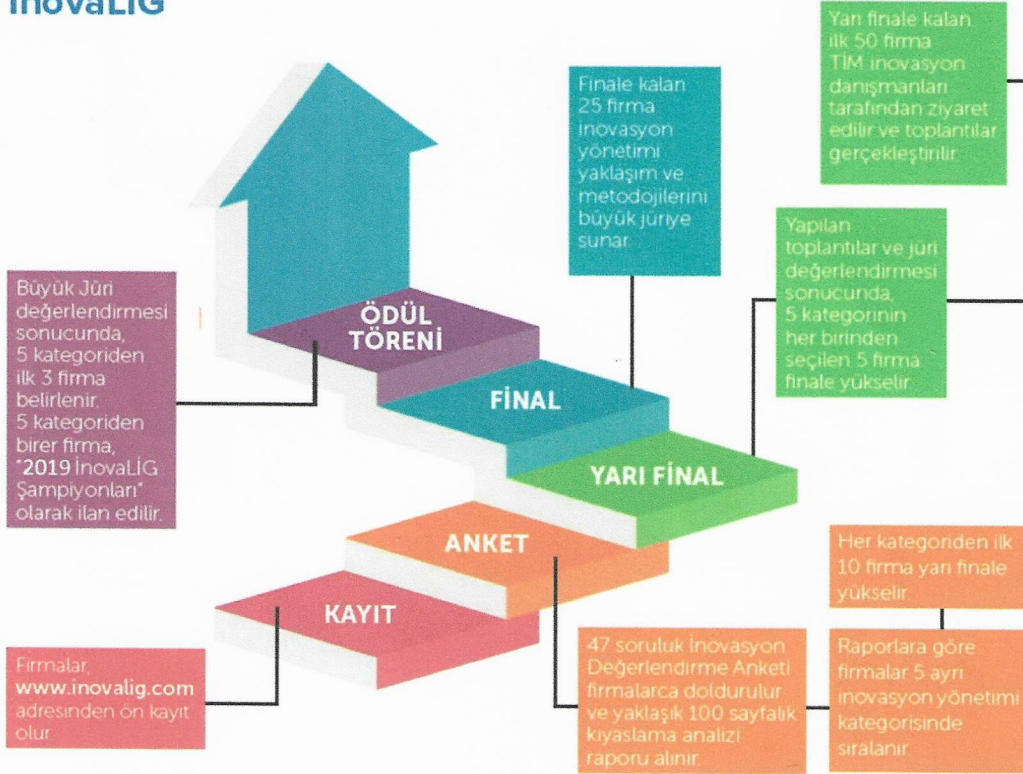 İnovaLİG
Yarı finale kalan
ilk 50 firma
TİM inovasyon
danışmanları
tarafından ziyaret
edilir ve toplantılar
gerçekleştirilir
Finale kalan
25 firma
inovasyon
yönetimi
yaklaşım ve
metodojilerini
büyük jüriye
sunar
Yapılan
toplantılar ve jüri
değerlendirmesi
sonucunda,
5 kategorinin
her birinden
seçilen 5 firma
finale yükselir
Büyük Jüri
değerlendirmesi
sonucunda,
5 kategoriden
ilk 3 firma
belirlenir.
5 kategoriden
birer firma,
"2019 İnovaLİG
Şampiyonları"
olarak ilan edilir.
ÖDÜL
TÖRENİ
FİNAL
YARI FİNAL
ANKET
KAYIT
Her kategoriden ilk
10 firma yarı finale
yükselir
Firmalar,
www.inovalig.com
adresinden ön kayıt
olur
47 soruluk İnovasyon
Değerlendirme Anketi
firmalarca doldurulur
ve yaklaşık 100 sayfalık
kıyaslama analizi
raporu alınır.
Raporlara göre
firmalar 5 ayrı
inovasyon yönetimi
kategorisinde
sıralanır